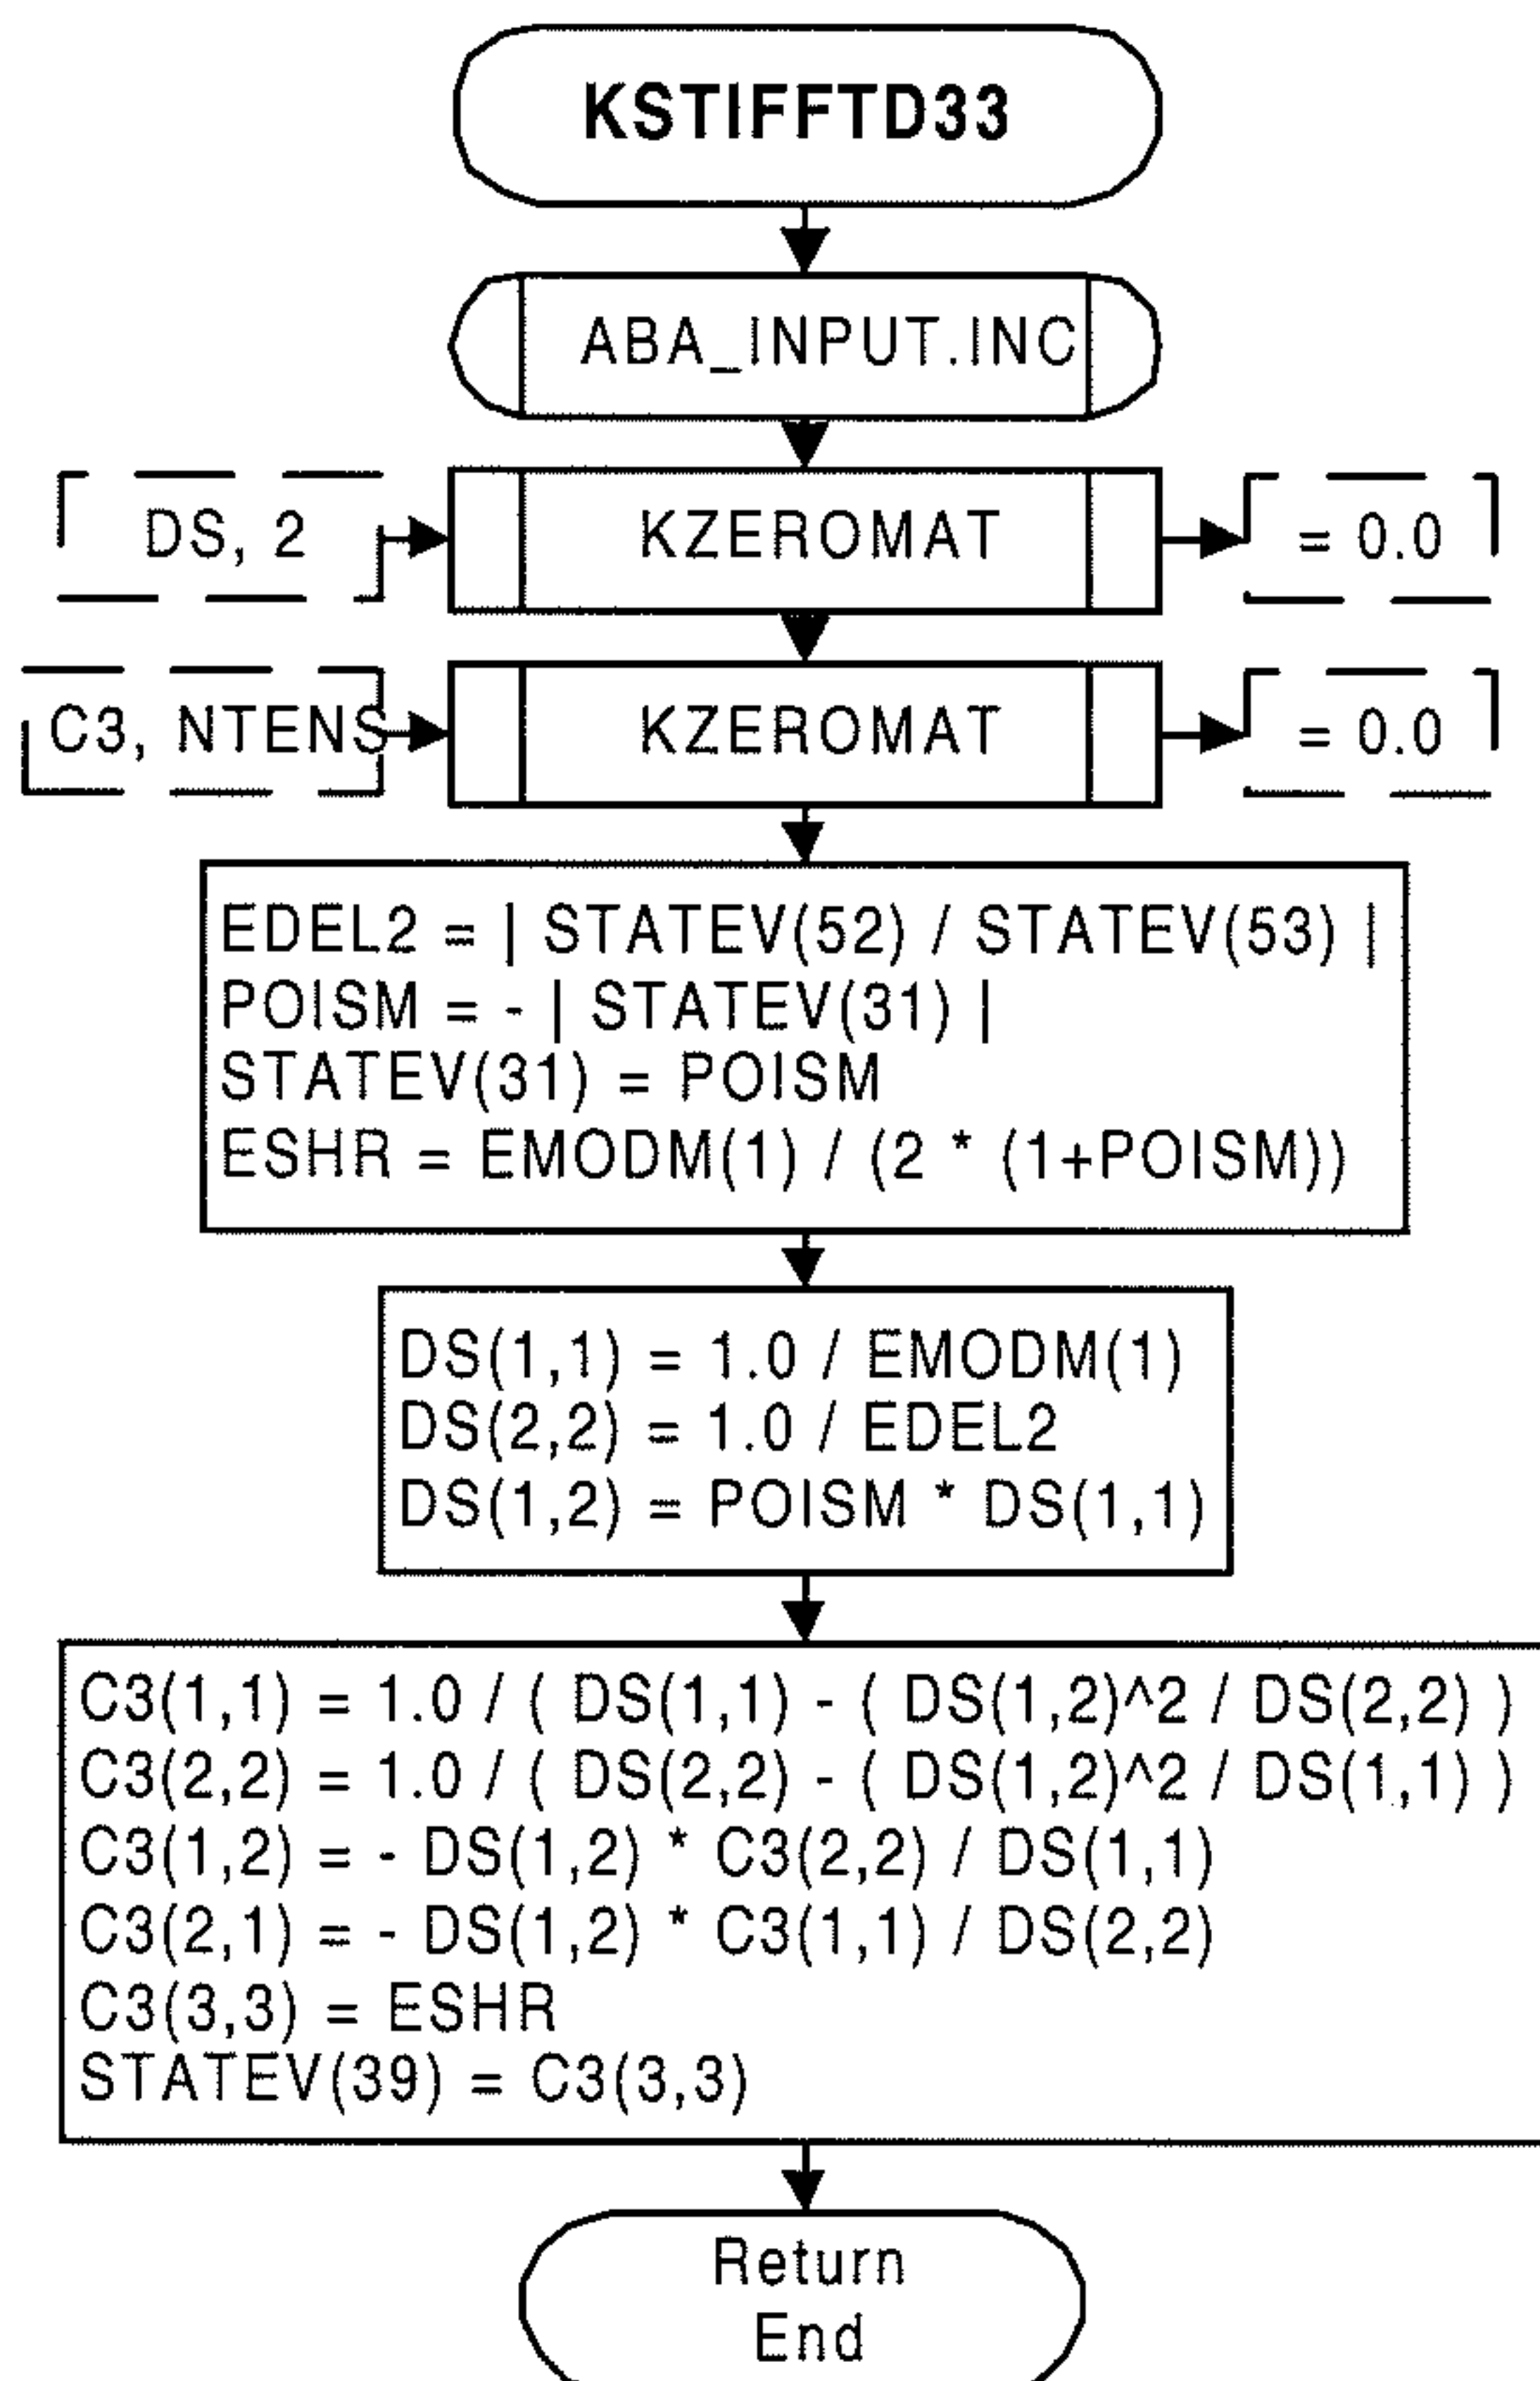 KSTIFFTD33
ABA_INPUT.INC
DS, 2
KZEROMAT
= 0.0
C3, NTENS
KZEROMAT
= 0.0
EDEL2 = | STATEV(52) / STATEV(53) |
POISM = - | STATEV(31) |
STATEV(31) = POISM
ESHR = EMODM(1) / (2 * (1+POISM))
DS(1,1) = 1.0 / EMODM(1)
DS(2,2) = 1.0 / EDEL2
DS(1,2) = POISM * DS(1,1)
C3(1,1) = 1.0 / ( DS(1,1) - ( DS(1,2)^2 / DS(2,2) ) )
C3(2,2) = 1.0 / ( DS(2,2) - ( DS(1,2)^2 / DS(1,1) ) )
C3(1,2) = - DS(1,2) * C3(2,2) / DS(1,1)
C3(2,1) = - DS(1,2) * C3(1,1) / DS(2,2)
C3(3,3) = ESHR
STATEV(39) = C3(3,3)
Return
End